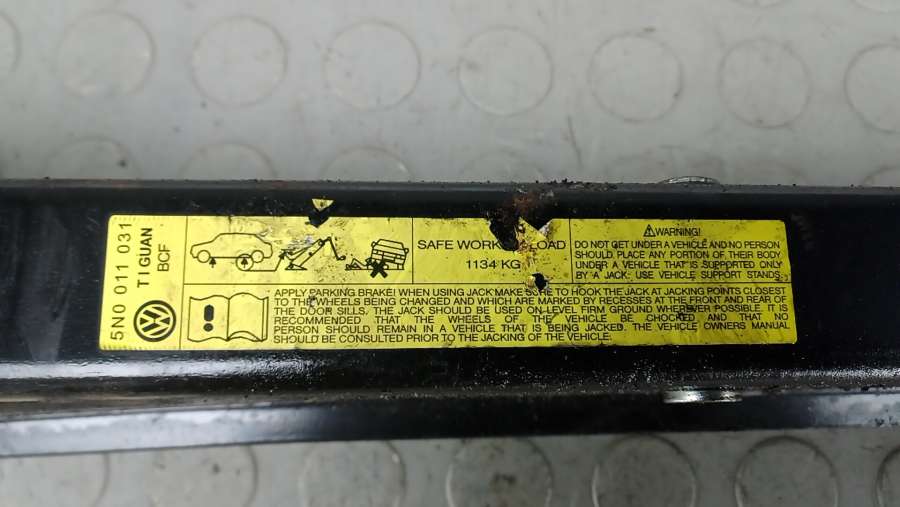 5N0 011 031
TIGUAN
BCF
SAFE WORKING LOAD
1134 KG
WARNING!
DO NOT GET UNDER A VEHICLE AND NO PERSON
SHOULD PLACE ANY PORTION OF THEIR BODY
UNDER A VEHICLE THAT IS SUPPORTED ONLY
BY A JACK: USE VEHICLE SUPPORT STANDS.
APPLY PARKING BRAKE! WHEN USING JACK MAKE SURE TO HOOK THE JACK AT JACKING POINTS CLOSEST
TO THE WHEELS BEING CHANGED AND WHICH ARE MARKED BY RECESSES AT THE FRONT AND REAR OF
THE DOOR SILLS, THE JACK SHOULD BE USED ON LEVEL FIRM GROUND WHEREVER POSSIBLE. IT IS
RECOMMENDED THAT THE WHEELS OF THE VEHICLE BE CHOCKED AND THAT NO
PERSON SHOULD REMAIN IN A VEHICLE THAT IS BEING JACKED. THE VEHICLE OWNERS MANUAL
SHOULD BE CONSULTED PRIOR TO THE JACKING OF THE VEHICLE.